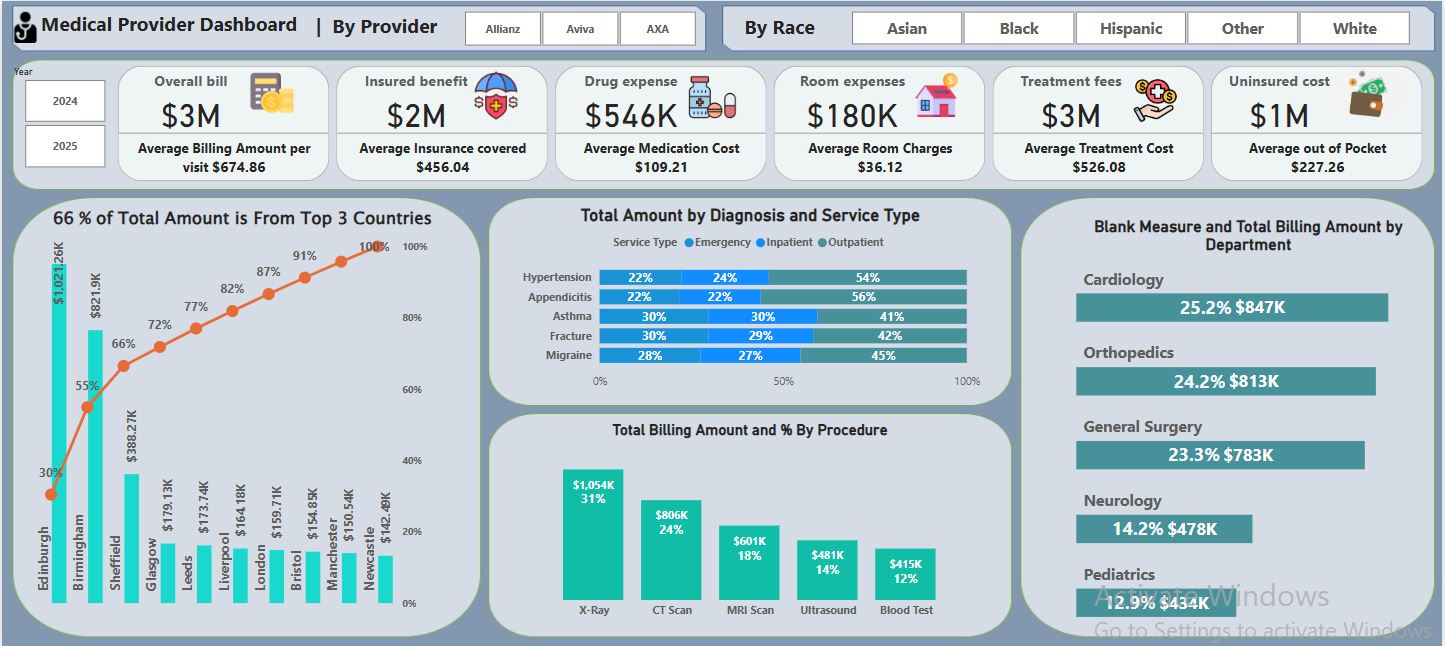 Medical Provider Dashboard | By Provider
Allianz
Aviva
AXA
By Race
Asian
Black
Hispanic
Other
White
Year
2024
2025
Overall bill
$3M
Average Billing Amount per
visit $674.86
Insured benefit
$2M
Average Insurance covered
$456.04
Drug expense
$546K
Average Medication Cost
$109.21
Room expenses
$180K
Average Room Charges
$36.12
Treatment fees
$3M
Average Treatment Cost
$526.08
Uninsured cost
$1M
Average out of Pocket
$227.26
66 % of Total Amount is From Top 3 Countries
$1,021.26K
$821.9K
$388.27K
$179.13K
$173.74K
$164.18K
$159.71K
$154.85K
$150.54K
$142.49K
30%
55%
66%
72%
77%
82%
87%
91%
100%
100%
80%
60%
40%
20%
0%
Edinburgh
Birmingham
Sheffield
Glasgow
Leeds
Liverpool
London
Bristol
Manchester
Newcastle
Total Amount by Diagnosis and Service Type
Service Type Emergency Inpatient Outpatient
Hypertension 22% 24% 54%
Appendicitis 22% 22% 56%
Asthma 30% 30% 41%
Fracture 30% 29% 42%
Migraine 28% 27% 45%
0% 50% 100%
Total Billing Amount and % By Procedure
$1,054K
31%
$806K
24%
$601K
18%
$481K
14%
$415K
12%
X-Ray
CT Scan
MRI Scan
Ultrasound
Blood Test
Blank Measure and Total Billing Amount by
Department
Cardiology
25.2% $847K
Orthopedics
24.2% $813K
General Surgery
23.3% $783K
Neurology
14.2% $478K
Pediatrics
12.9% $434K
Activate Windows
Go to Settings to activate Windows.